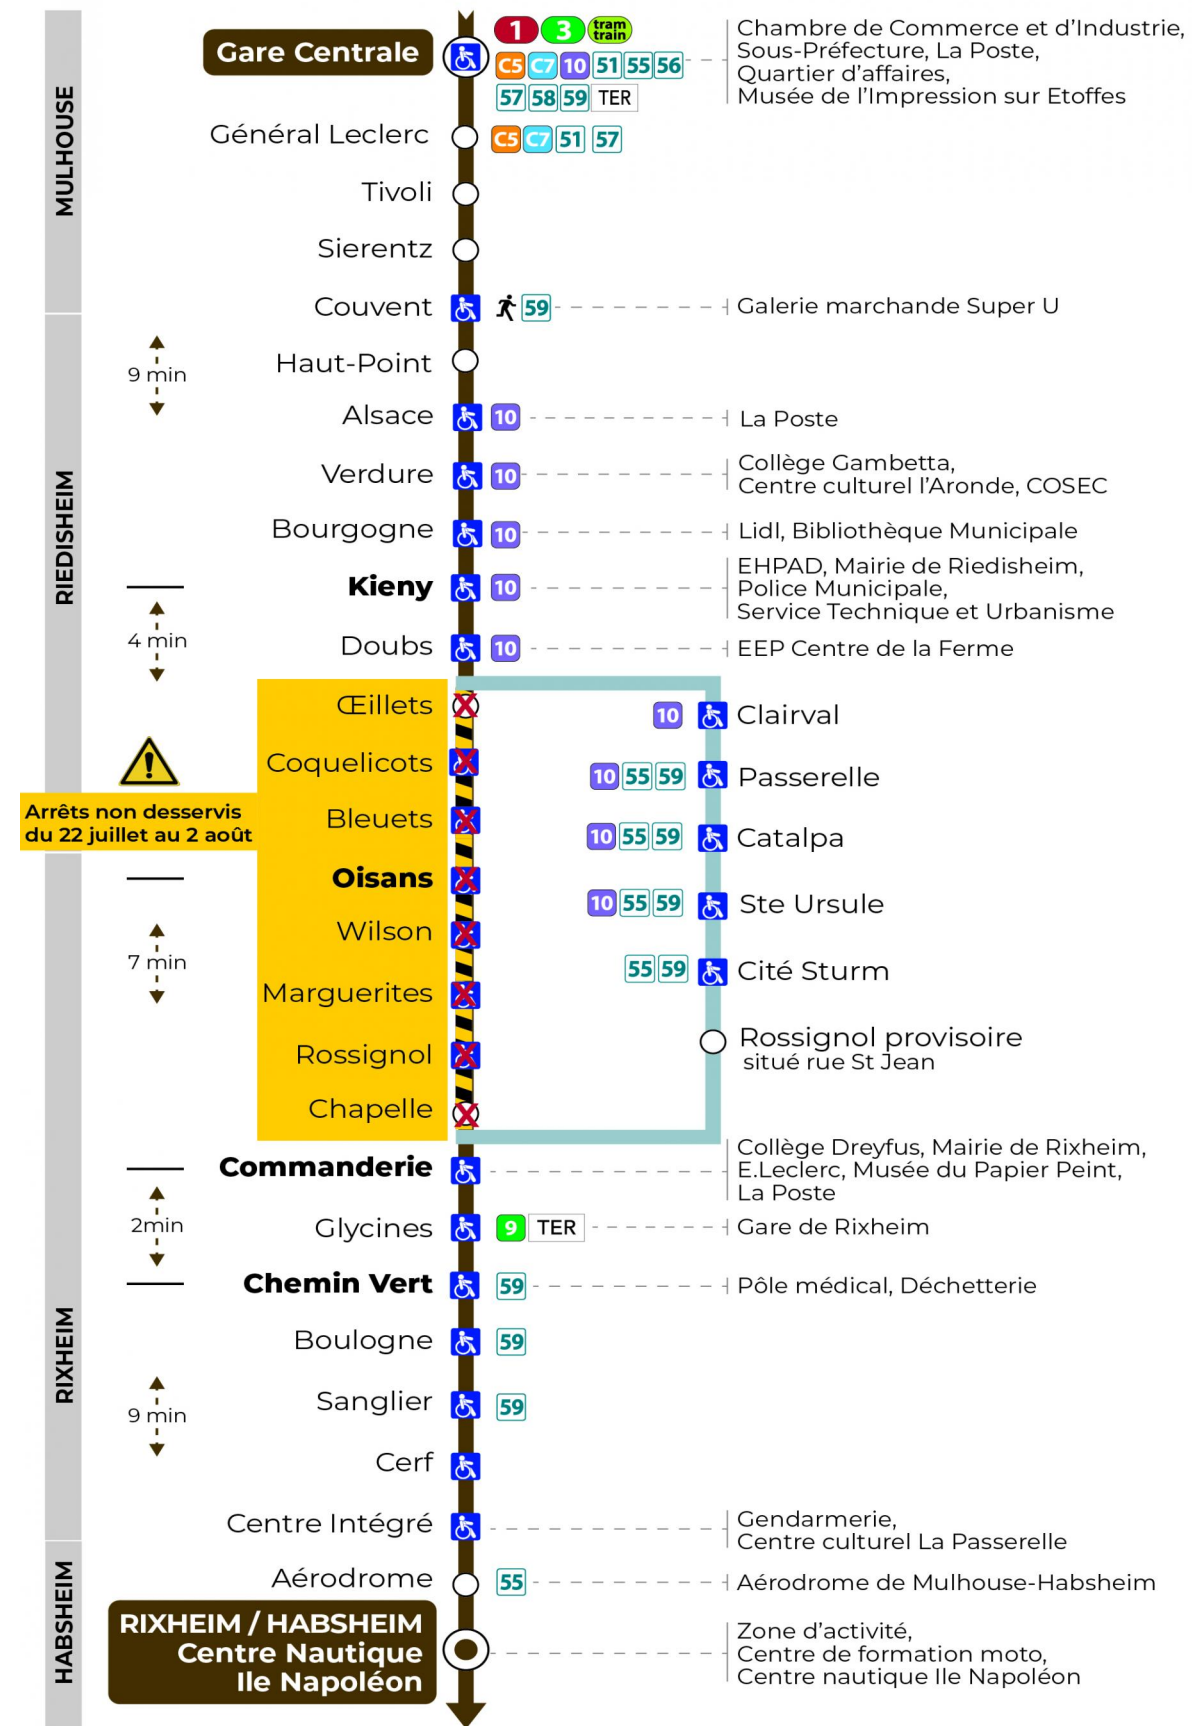 MULHOUSE
Gare Centrale
1 3 tram train
C5 C7 10 51 55 56
57 58 59 TER
Chambre de Commerce et d’Industrie,
Sous-Préfecture, La Poste,
Quartier d’affaires,
Musée de l’Impression sur Etoffes
Général Leclerc C5 C7 51 57
Tivoli
Sierentz
Couvent 59 Galerie marchande Super U
RIEDISHEIM
9 min
Haut-Point
Alsace 10 La Poste
Verdure 10 Collège Gambetta,
Centre culturel l’Aronde, COSEC
Bourgogne 10 Lidl, Bibliothèque Municipale
Kieny 10 EHPAD, Mairie de Riedisheim,
Police Municipale,
Service Technique et Urbanisme
4 min
Doubs 10 EEP Centre de la Ferme
Œillets
Coquelicots
Bleuets
Oisans
Wilson
Marguerites
Rossignol
Chapelle
Arrêts non desservis
du 22 juillet au 2 août
7 min
10 Clairval
10 55 59 Passerelle
10 55 59 Catalpa
10 55 59 Ste Ursule
55 59 Cité Sturm
Rossignol provisoire
situé rue St Jean
RIXHEIM
Commanderie Collège Dreyfus, Mairie de Rixheim,
E.Leclerc, Musée du Papier Peint,
La Poste
2min
Glycines 9 TER Gare de Rixheim
Chemin Vert 59 Pôle médical, Déchetterie
Boulogne 59
Sanglier 59
9 min
Cerf
Centre Intégré Gendarmerie,
Centre culturel La Passerelle
HABSHEIM
Aérodrome 55 Aérodrome de Mulhouse-Habsheim
RIXHEIM / HABSHEIM
Centre Nautique
Ile Napoléon
Zone d’activité,
Centre de formation moto,
Centre nautique Ile Napoléon